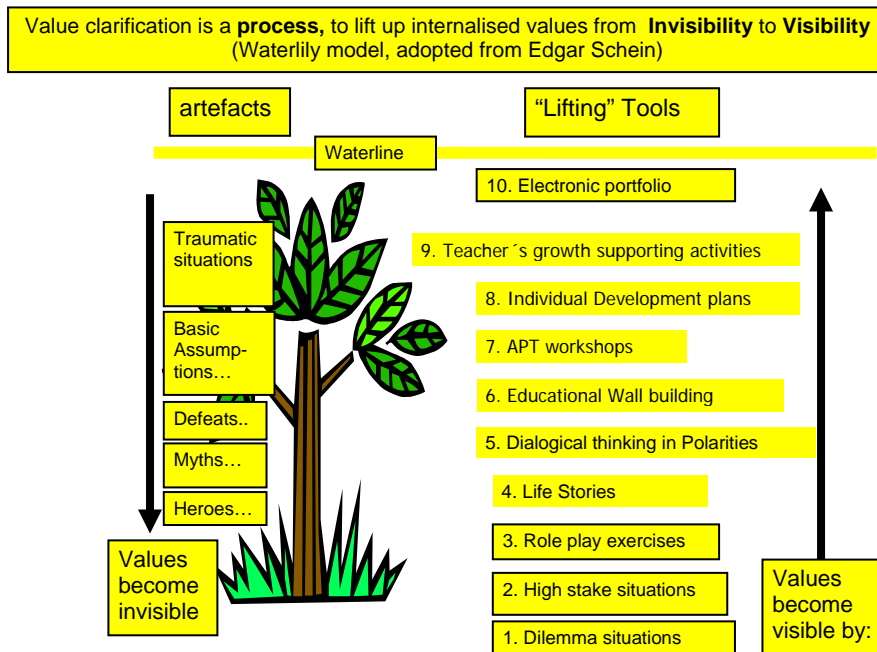 Value clarification is a process, to lift up internalised values from Invisibility to Visibility
(Waterlily model, adopted from Edgar Schein)
artefacts
“Lifting” Tools
Waterline
Traumatic
situations
Basic
Assump-
tions…
Defeats..
Myths…
Heroes…
Values
become
invisible
10. Electronic portfolio
9. Teacher´s growth supporting activities
8. Individual Development plans
7. APT workshops
6. Educational Wall building
5. Dialogical thinking in Polarities
4. Life Stories
3. Role play exercises
2. High stake situations
1. Dilemma situations
Values
become
visible by: